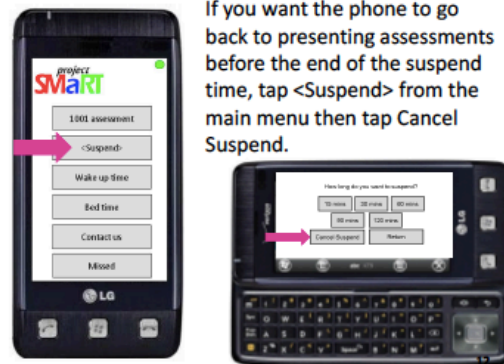 If you want the phone to go
back to presenting assessments
before the end of the suspend
time, tap <Suspend> from the
main menu then tap Cancel
Suspend.
project
SMaRT
1001 assessment
<Suspend>
Wake up time
Bed time
Contact us
Missed
LG
How long do you want to suspend?
15 mins 30 mins 60 mins
90 mins 120 mins
Cancel Suspend Return
verizon
LG